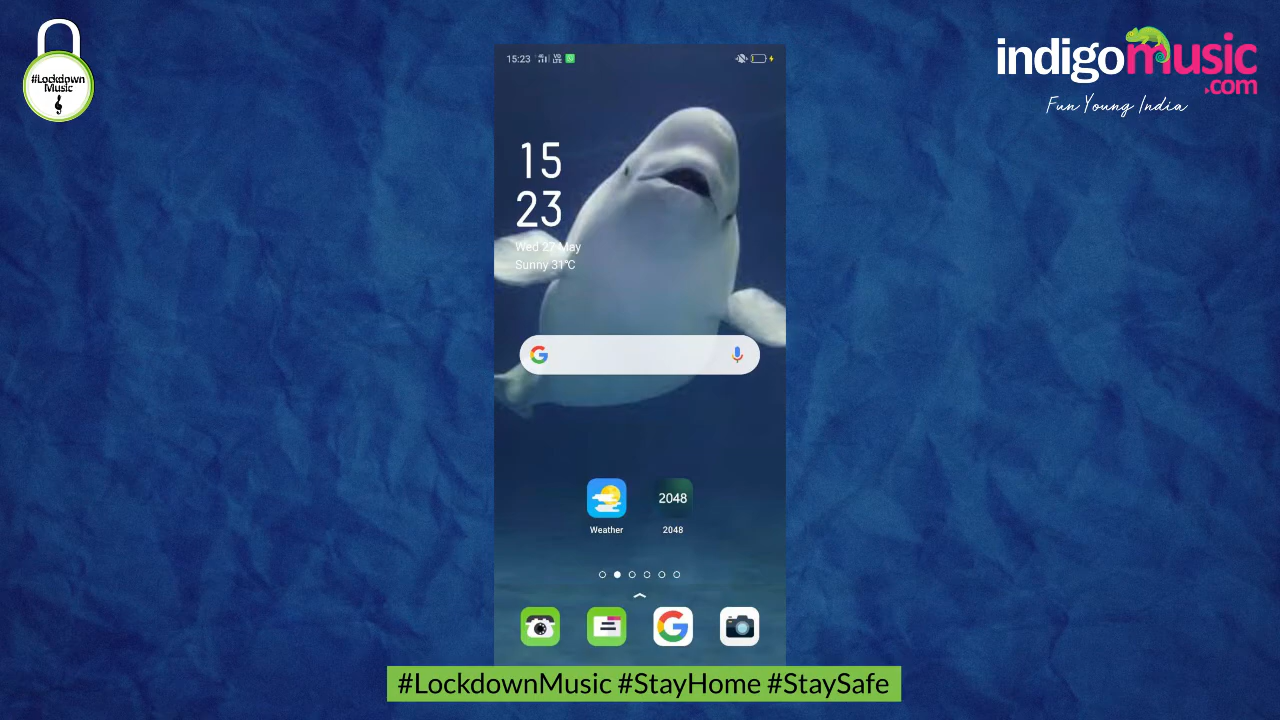 #Lockdown
Music
indigomusic
.com
Fun Young India
15:23
15
23
Wed 27 May
Sunny 31°C
2048
Weather
2048
#LockdownMusic #StayHome #StaySafe